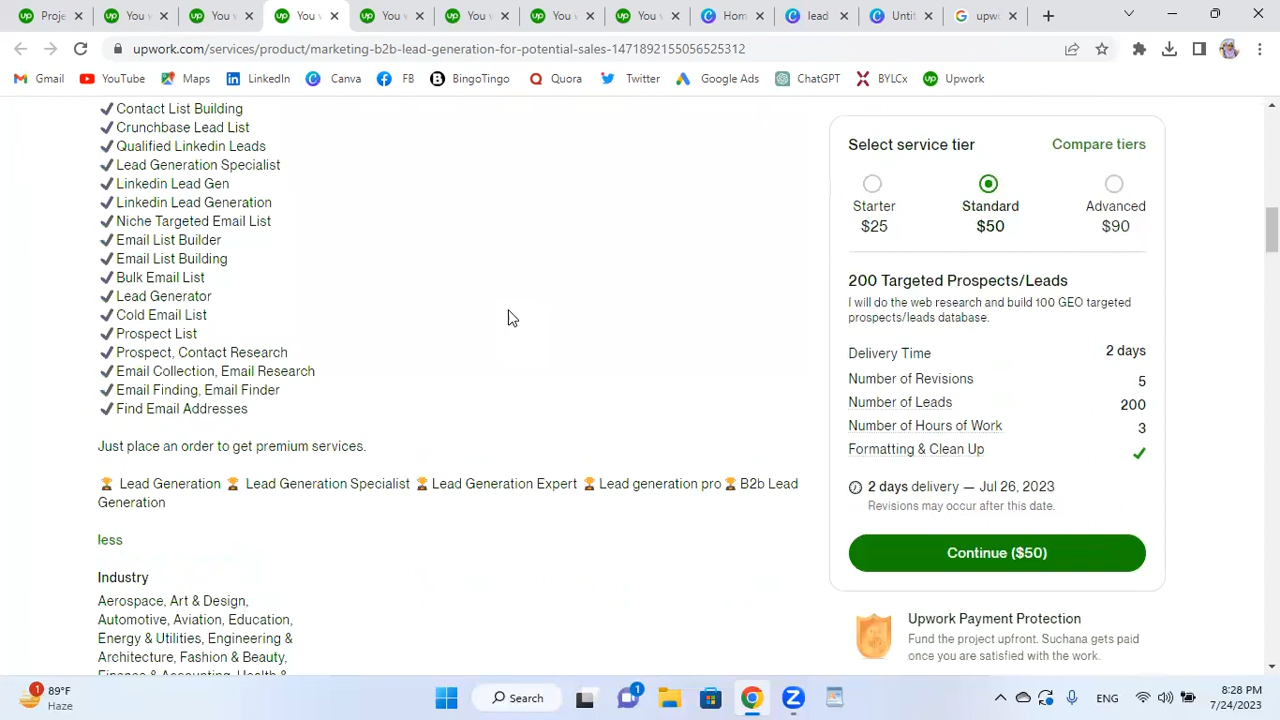 Proje
You v
You v
You v
You v
You v
You v
You v
Hom
lead
Unti
upw
upwork.com/services/product/marketing-b2b-lead-generation-for-potential-sales-1471892155056525312
Gmail
YouTube
Maps
LinkedIn
Canva
FB
BingoTingo
Quora
Twitter
Google Ads
ChatGPT
BYLCx
Upwork
✔ Contact List Building
✔ Crunchbase Lead List
✔ Qualified Linkedin Leads
✔ Lead Generation Specialist
✔ Linkedin Lead Gen
✔ Linkedin Lead Generation
✔ Niche Targeted Email List
✔ Email List Builder
✔ Email List Building
✔ Bulk Email List
✔ Lead Generator
✔ Cold Email List
✔ Prospect List
✔ Prospect, Contact Research
✔ Email Collection, Email Research
✔ Email Finding, Email Finder
✔ Find Email Addresses
Just place an order to get premium services.
🏆 Lead Generation 🏆 Lead Generation Specialist 🏆 Lead Generation Expert 🏆 Lead generation pro 🏆 B2b Lead
Generation
less
Industry
Aerospace, Art & Design,
Automotive, Aviation, Education,
Energy & Utilities, Engineering &
Architecture, Fashion & Beauty,
Select service tier Compare tiers
Starter Standard Advanced
$25 $50 $90
200 Targeted Prospects/Leads
I will do the web research and build 100 GEO targeted
prospects/leads database.
Delivery Time 2 days
Number of Revisions 5
Number of Leads 200
Number of Hours of Work 3
Formatting & Clean Up ✔
2 days delivery — Jul 26, 2023
Revisions may occur after this date.
Continue ($50)
Upwork Payment Protection
Fund the project upfront. Suchana gets paid
once you are satisfied with the work.
1
89°F
Haze
Search
1
ENG
8:28 PM
7/24/2023